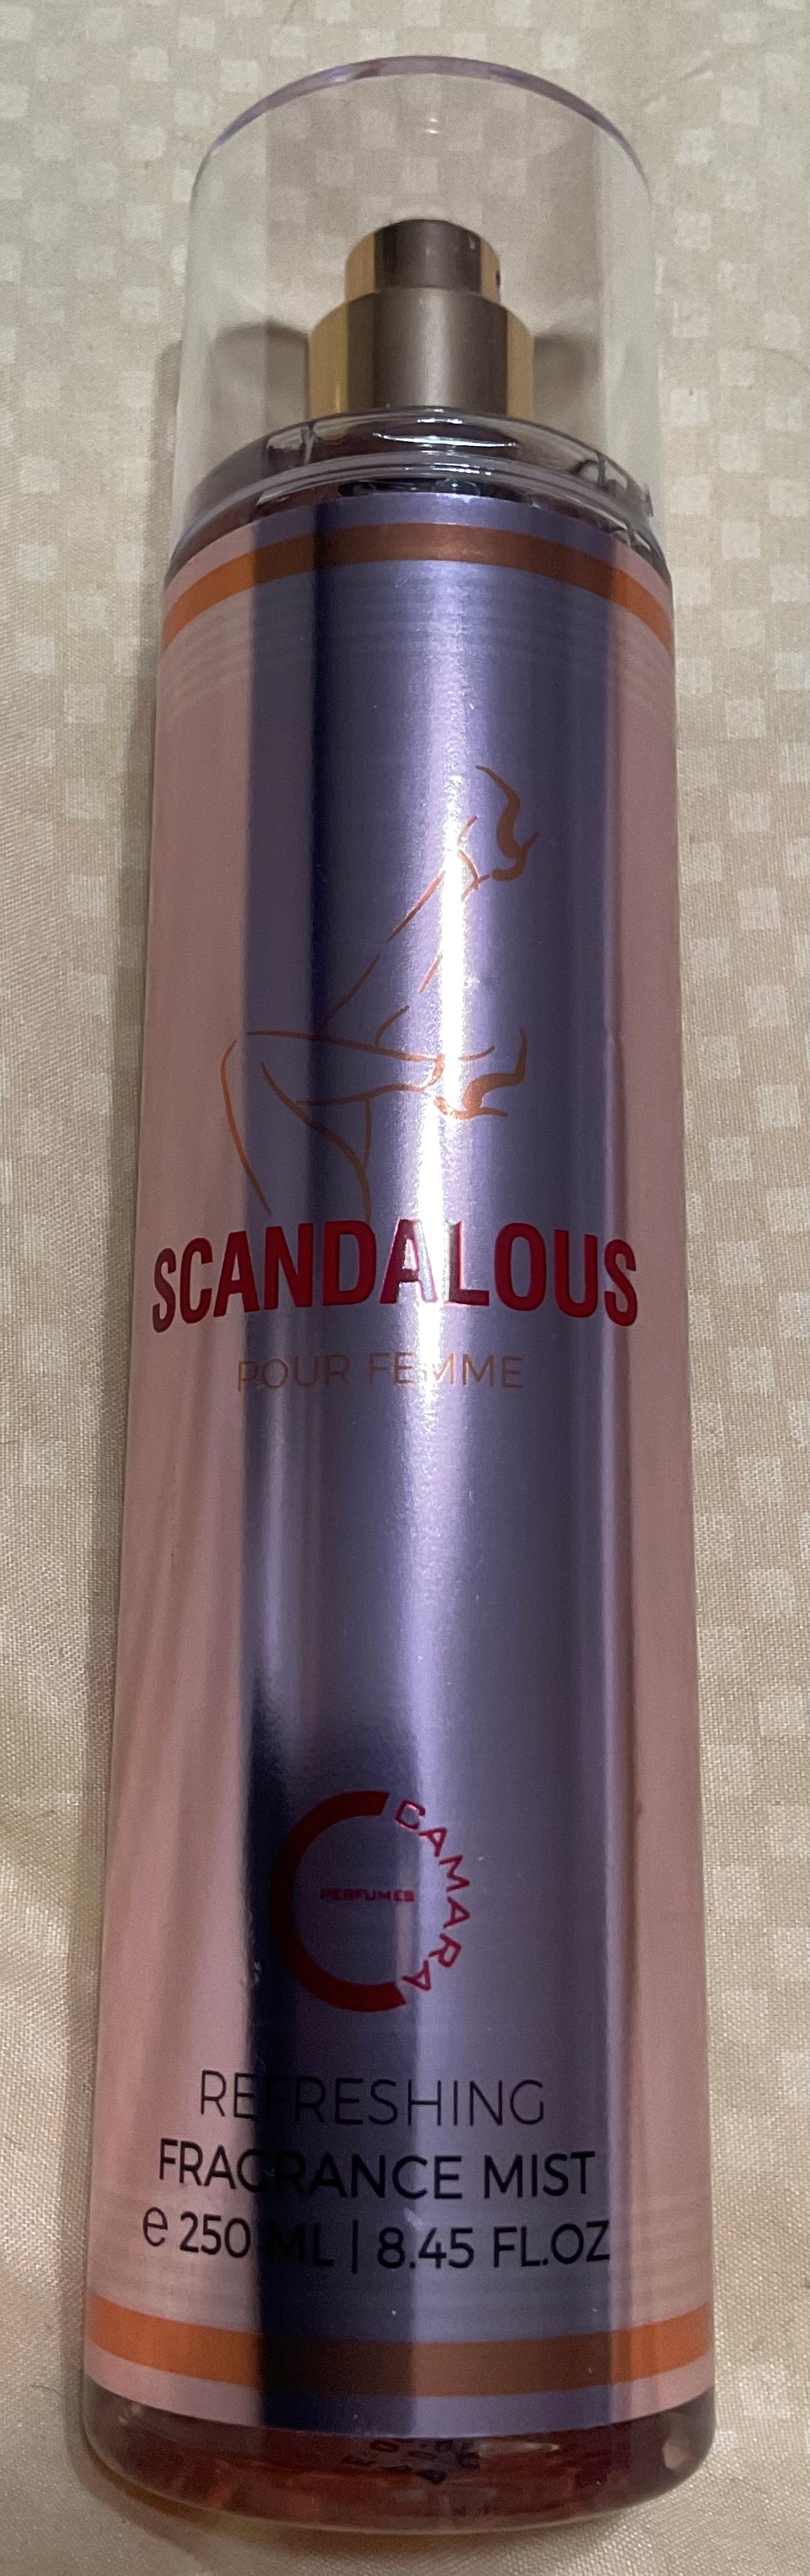 SCANDALOUS
POUR FEMME
CAMARA
PERFUMES
REFRESHING
FRAGRANCE MIST
e 250 ML | 8.45 FL.OZ